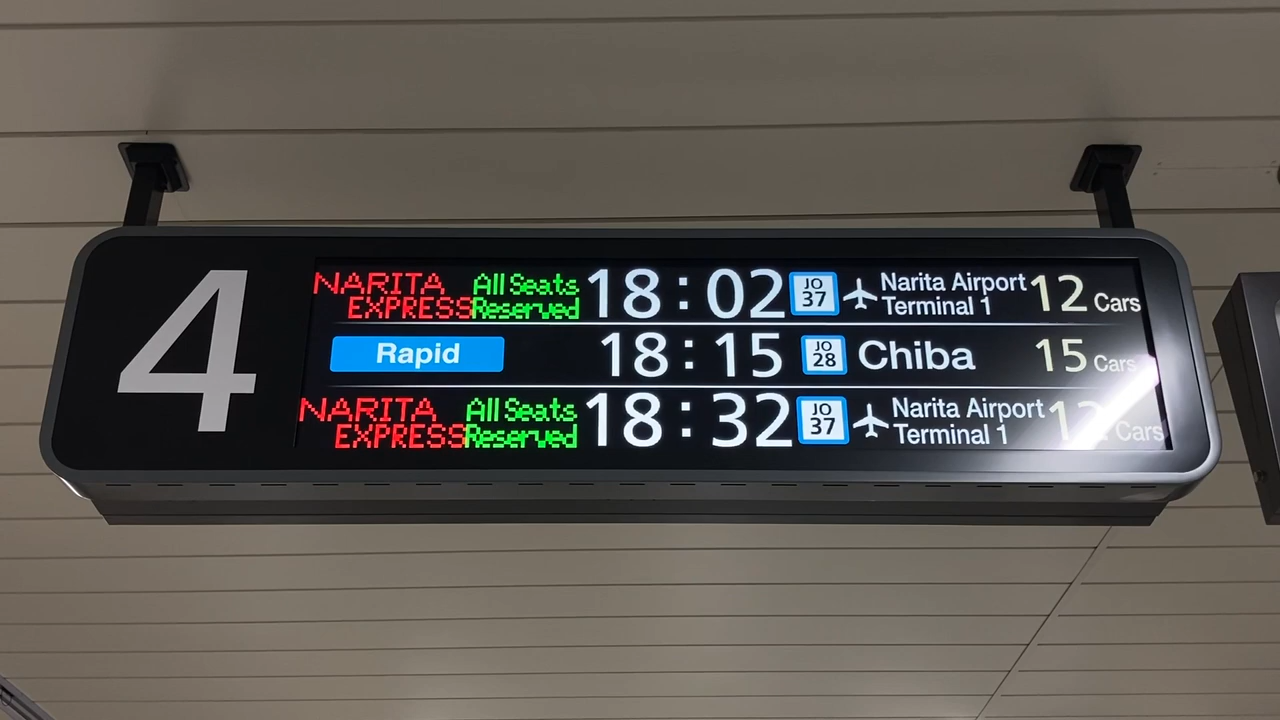 4
NARITA EXPRESS All Seats Reserved 18:02 JO 37 Narita Airport Terminal 1 12 Cars
Rapid 18:15 JO 28 Chiba 15 Cars
NARITA EXPRESS All Seats Reserved 18:32 JO 37 Narita Airport Terminal 1 12 Cars